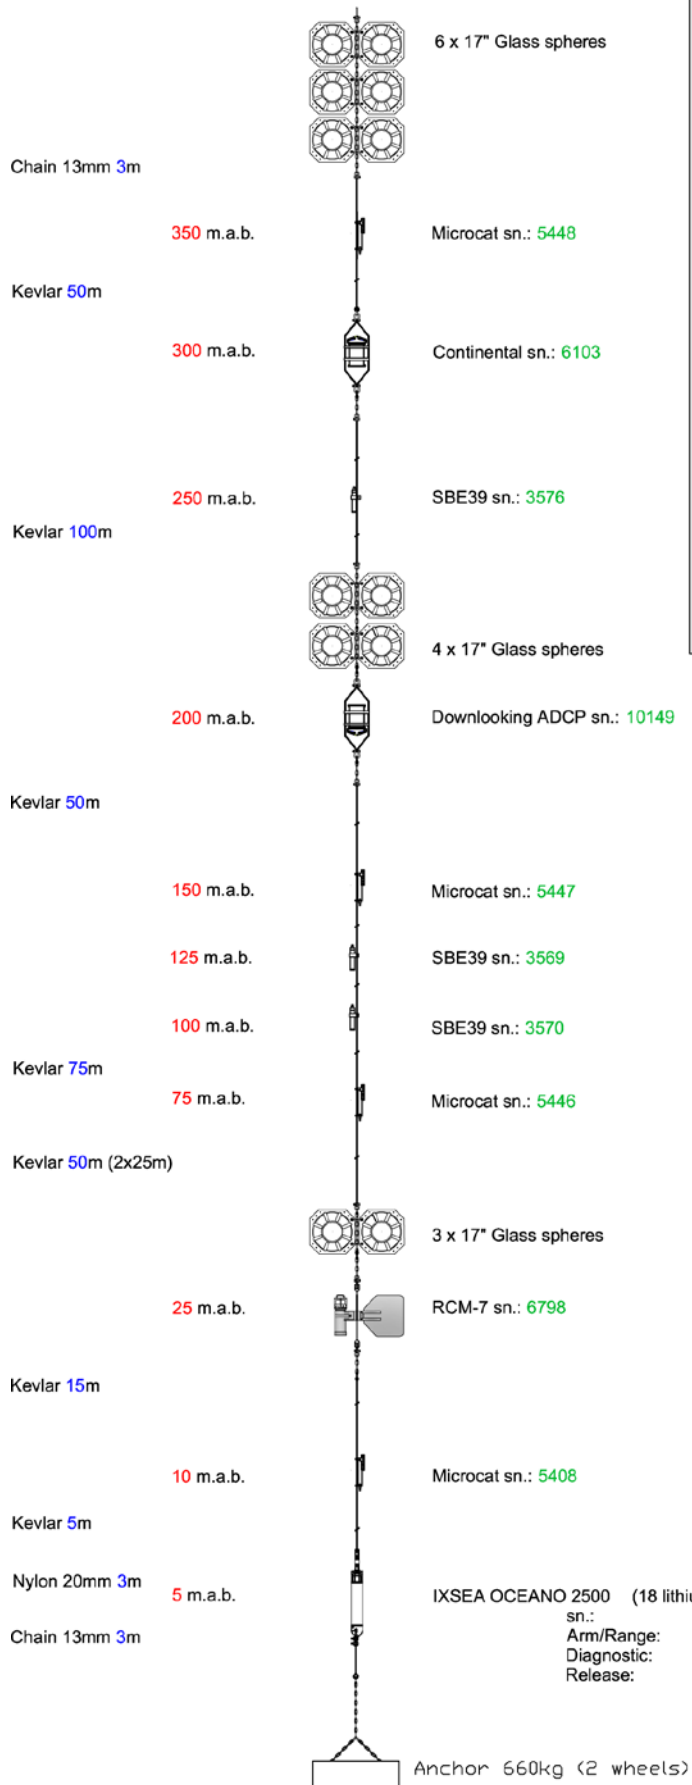 6 x 17" Glass spheres
Chain 13mm 3m
350 m.a.b. Microcat sn.: 5448
Kevlar 50m
300 m.a.b. Continental sn.: 6103
250 m.a.b. SBE39 sn.: 3576
Kevlar 100m
4 x 17" Glass spheres
200 m.a.b. Downlooking ADCP sn.: 10149
Kevlar 50m
150 m.a.b. Microcat sn.: 5447
125 m.a.b. SBE39 sn.: 3569
100 m.a.b. SBE39 sn.: 3570
Kevlar 75m
75 m.a.b. Microcat sn.: 5446
Kevlar 50m (2x25m)
3 x 17" Glass spheres
25 m.a.b. RCM-7 sn.: 6798
Kevlar 15m
10 m.a.b. Microcat sn.: 5408
Kevlar 5m
Nylon 20mm 3m
5 m.a.b. IXSEA OCEANO 2500 (18
sn.:
Chain 13mm 3m Arm/Range:
Diagnostic:
Release:
Anchor 660kg (2 wheels)